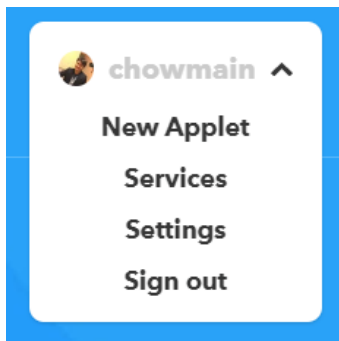 chowmain
New Applet
Services
Settings
Sign out